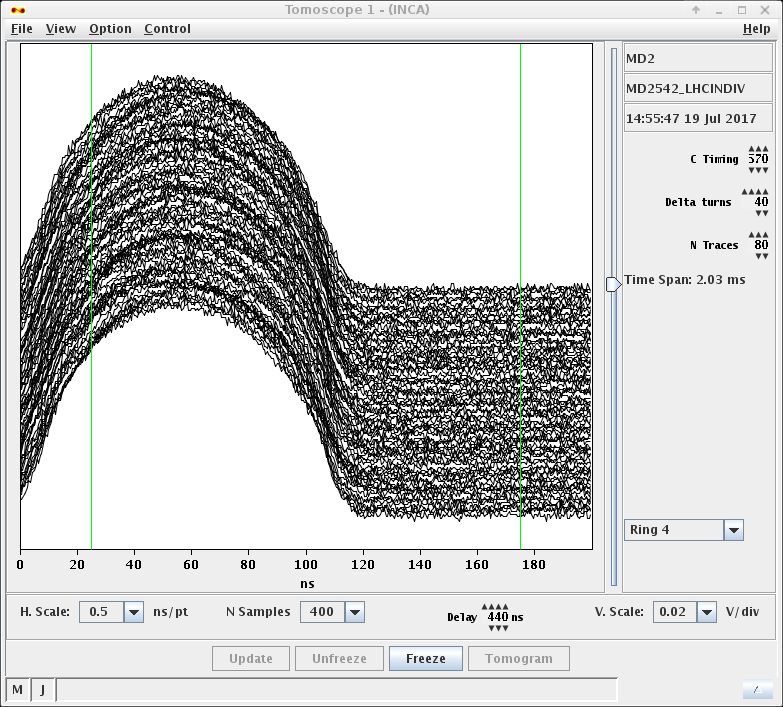 Tomoscope 1 - (INCA)
File View Option Control Help
MD2
MD2542_LHCINDIV
14:55:47 19 Jul 2017
C Timing 570
Delta turns 40
N Traces 80
Time Span: 2.03 ms
Ring 4
0 20 40 60 80 100 120 140 160 180
ns
H. Scale: 0.5 ns/pt N Samples 400 Delay 440 ns V. Scale: 0.02 V/div
Update Unfreeze Freeze Tomogram
M J